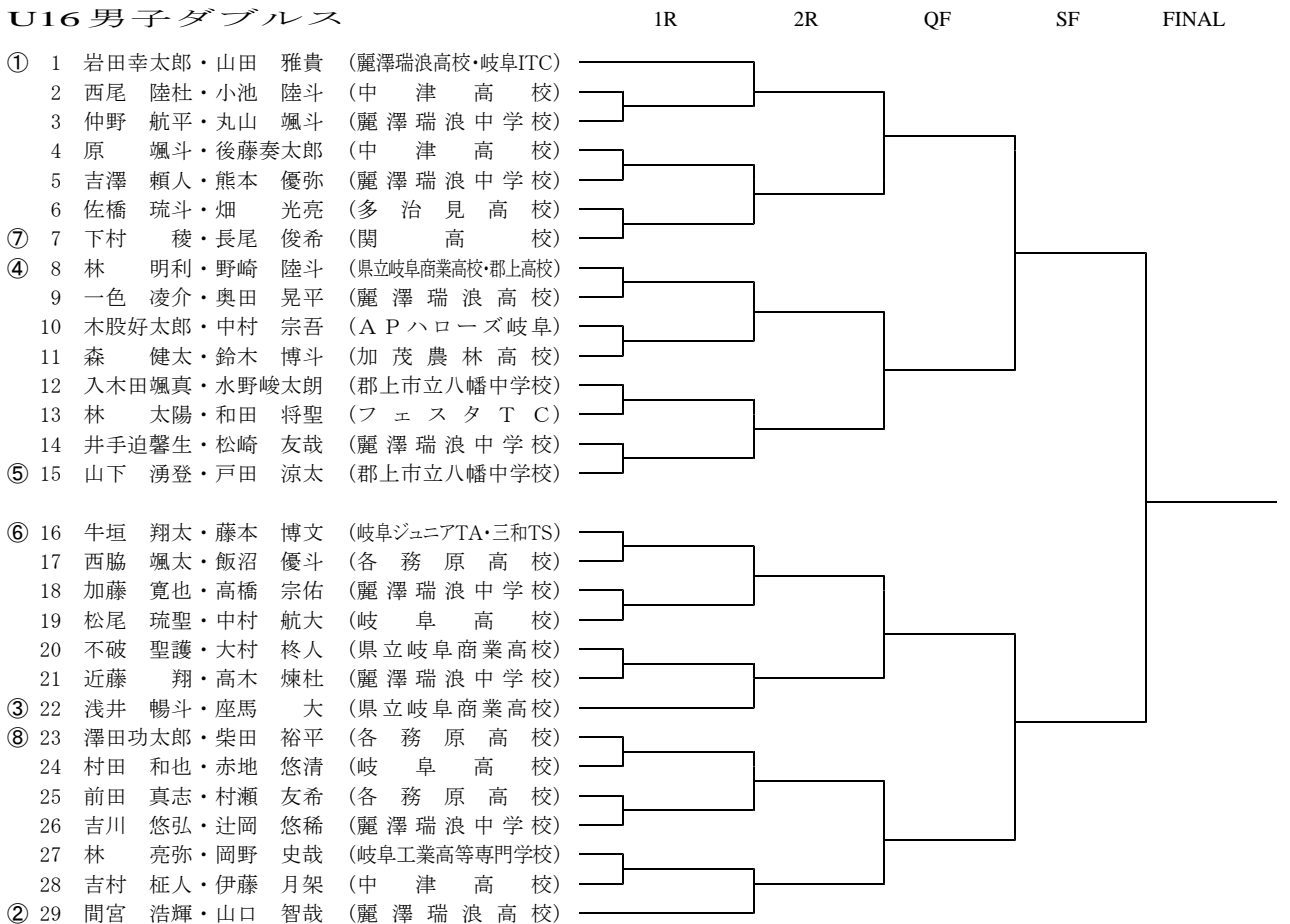 U16男子ダブルス 1R 2R QF SF FINAL
① 1 岩田幸太郎・山田 雅貴 (麗澤瑞浪高校・岐阜ITC)
2 西尾 陸杜・小池 陸斗 (中津高校)
3 仲野 航平・丸山 颯斗 (麗澤瑞浪中学校)
4 原 颯斗・後藤奏太郎 (中津高校)
5 吉澤 頼人・熊本 優弥 (麗澤瑞浪中学校)
6 佐橋 琉斗・畑 光亮 (多治見高校)
⑦ 7 下村 稜・長尾 俊希 (関高校)
④ 8 林 明利・野崎 陸斗 (県立岐阜商業高校・郡上高校)
9 一色 凌介・奥田 晃平 (麗澤瑞浪高校)
10 木股好太郎・中村 宗吾 (APハローズ岐阜)
11 森 健太・鈴木 博斗 (加茂農林高校)
12 入木田颯真・水野峻太朗 (郡上市立八幡中学校)
13 林 太陽・和田 将聖 (フェスタTC)
14 井手迫馨生・松崎 友哉 (麗澤瑞浪中学校)
⑤ 15 山下 湧登・戸田 涼太 (郡上市立八幡中学校)
⑥ 16 牛垣 翔太・藤本 博文 (岐阜ジュニアTA・三和TS)
17 西脇 颯太・飯沼 優斗 (各務原高校)
18 加藤 寛也・高橋 宗佑 (麗澤瑞浪中学校)
19 松尾 琉聖・中村 航大 (岐阜高校)
20 不破 聖護・大村 柊人 (県立岐阜商業高校)
21 近藤 翔・高木 煉杜 (麗澤瑞浪中学校)
③ 22 浅井 暢斗・座馬 大 (県立岐阜商業高校)
⑧ 23 澤田功太郎・柴田 裕平 (各務原高校)
24 村田 和也・赤地 悠清 (岐阜高校)
25 前田 真志・村瀬 友希 (各務原高校)
26 吉川 悠弘・辻岡 悠稀 (麗澤瑞浪中学校)
27 林 亮弥・岡野 史哉 (岐阜工業高等専門学校)
28 吉村 柾人・伊藤 月架 (中津高校)
② 29 間宮 浩輝・山口 智哉 (麗澤瑞浪高校)